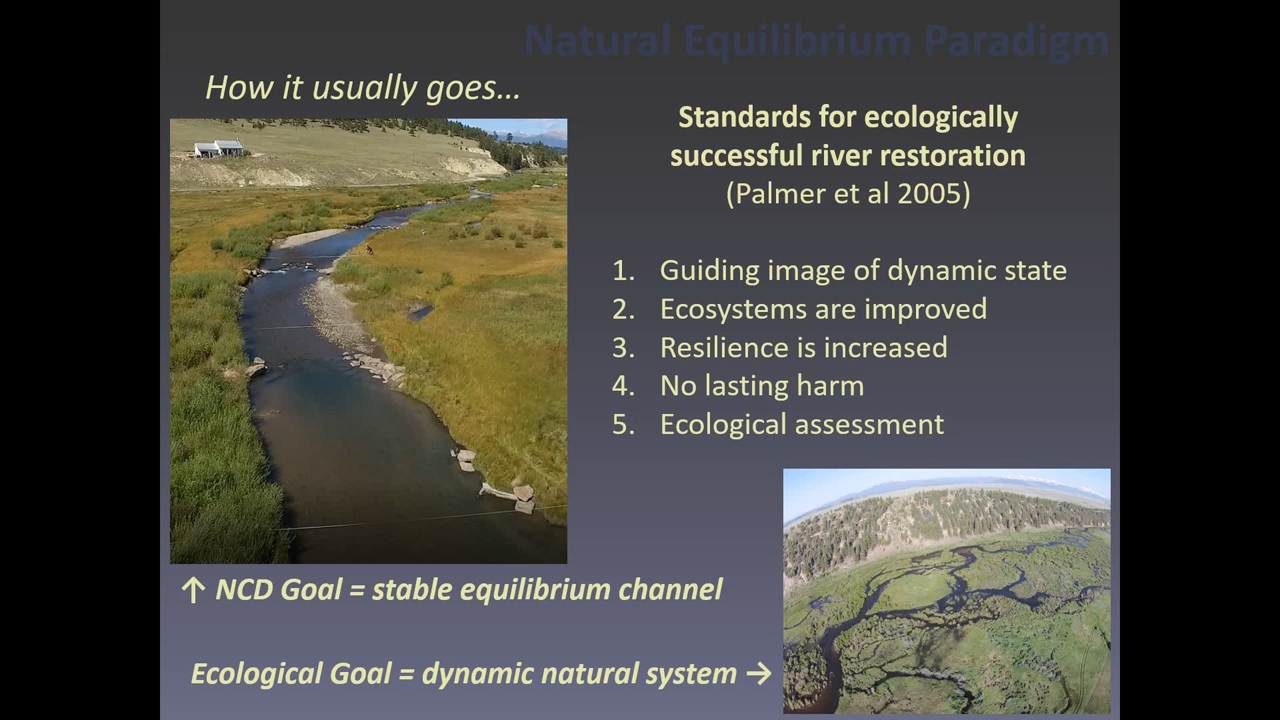 Natural Equilibrium Paradigm
How it usually goes...
Standards for ecologically
successful river restoration
(Palmer et al 2005)
1. Guiding image of dynamic state
2. Ecosystems are improved
3. Resilience is increased
4. No lasting harm
5. Ecological assessment
↑ NCD Goal = stable equilibrium channel
Ecological Goal = dynamic natural system →